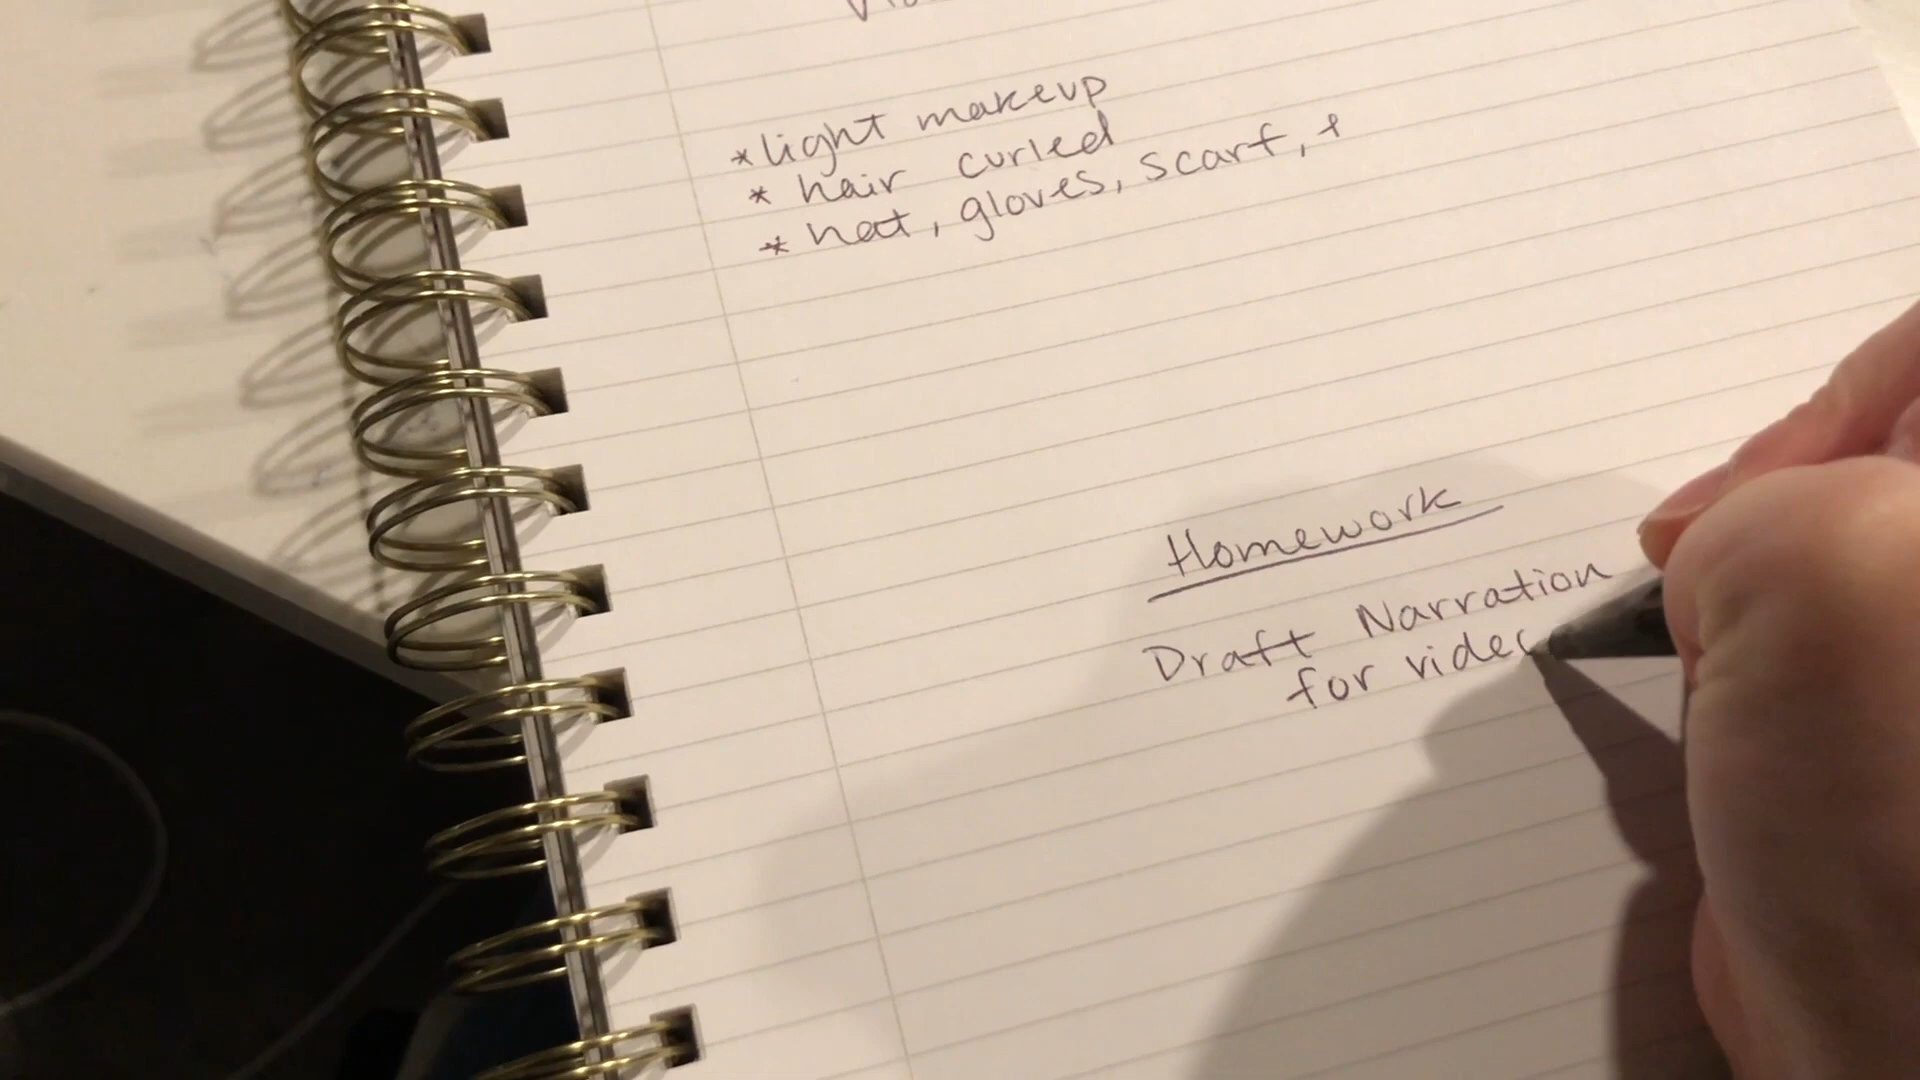 * light makeup
* hair curled
* hat, gloves, scarf, +
Homework
Draft Narration
for video